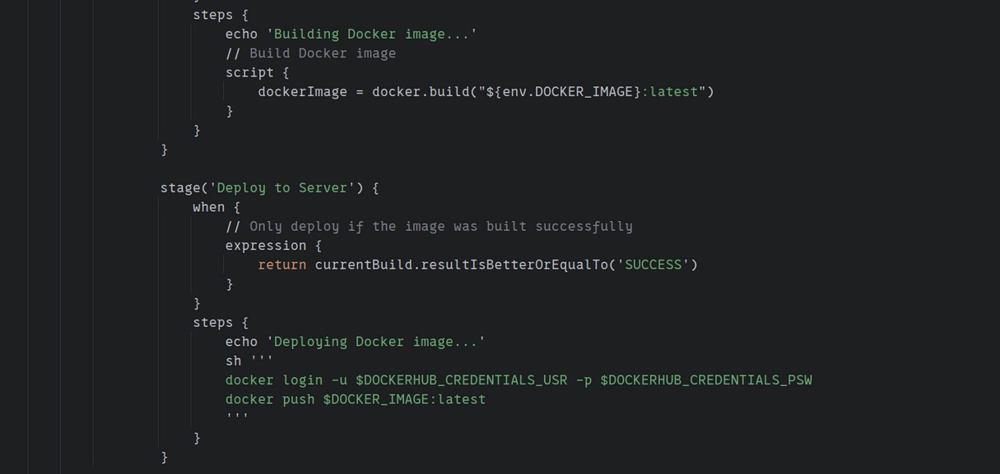 steps {
echo 'Building Docker image...'
// Build Docker image
script {
dockerImage = docker.build("${env.DOCKER_IMAGE}:latest")
}
}
}
stage('Deploy to Server') {
when {
// Only deploy if the image was built successfully
expression {
return currentBuild.resultIsBetterOrEqualTo('SUCCESS')
}
}
steps {
echo 'Deploying Docker image...'
sh '''
docker login -u $DOCKERHUB_CREDENTIALS_USR -p $DOCKERHUB_CREDENTIALS_PSW
docker push $DOCKER_IMAGE:latest
'''
}
}